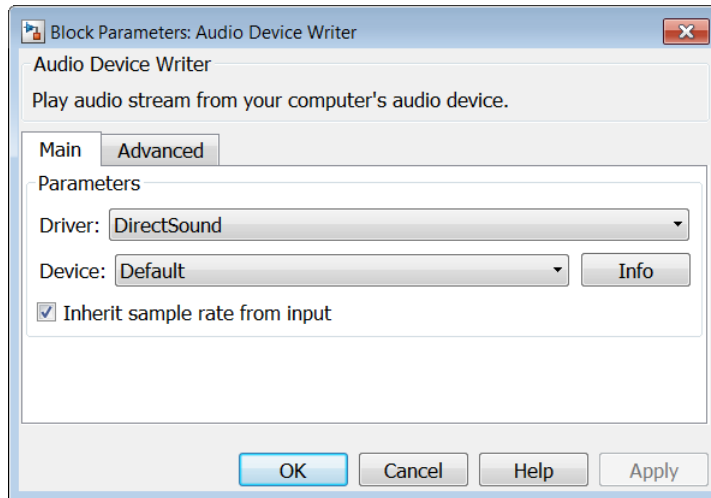 Block Parameters: Audio Device Writer
Audio Device Writer
Play audio stream from your computer's audio device.
Main Advanced
Parameters
Driver: DirectSound
Device: Default Info
Inherit sample rate from input
OK Cancel Help Apply